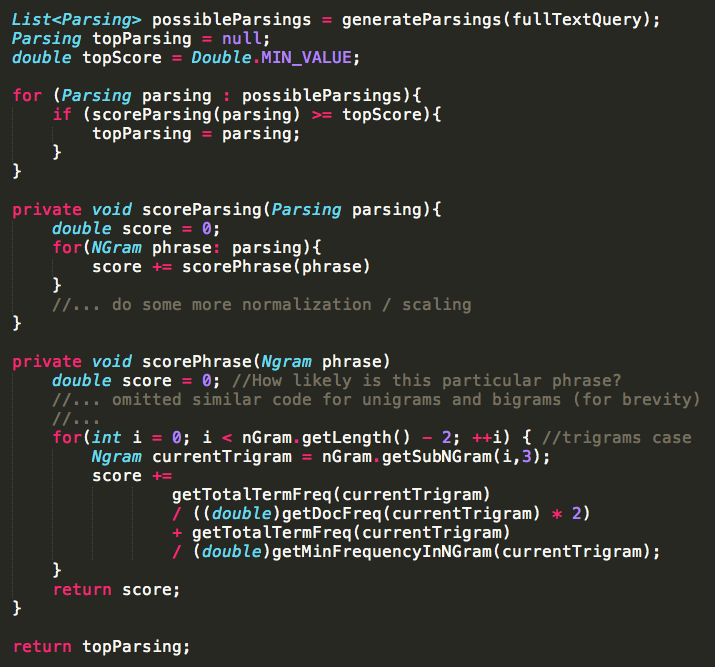 List<Parsing> possibleParsings = generateParsings(fullTextQuery);
Parsing topParsing = null;
double topScore = Double.MIN_VALUE;

for (Parsing parsing : possibleParsings){
    if (scoreParsing(parsing) >= topScore){
        topParsing = parsing;
    }
}

private void scoreParsing(Parsing parsing){
    double score = 0;
    for(NGram phrase: parsing){
        score += scorePhrase(phrase)
    }
    //... do some more normalization / scaling
}

private void scorePhrase(Ngram phrase)
    double score = 0; //How likely is this particular phrase?
    //... omitted similar code for unigrams and bigrams (for brevity)
    //...
    for(int i = 0; i < nGram.getLength() - 2; ++i) { //trigrams case
        Ngram currentTrigram = nGram.getSubNGram(i,3);
        score +=
                getTotalTermFreq(currentTrigram)
                / ((double)getDocFreq(currentTrigram) * 2)
                + getTotalTermFreq(currentTrigram)
                / (double)getMinFrequencyInNGram(currentTrigram);
    }
    return score;
}

return topParsing;